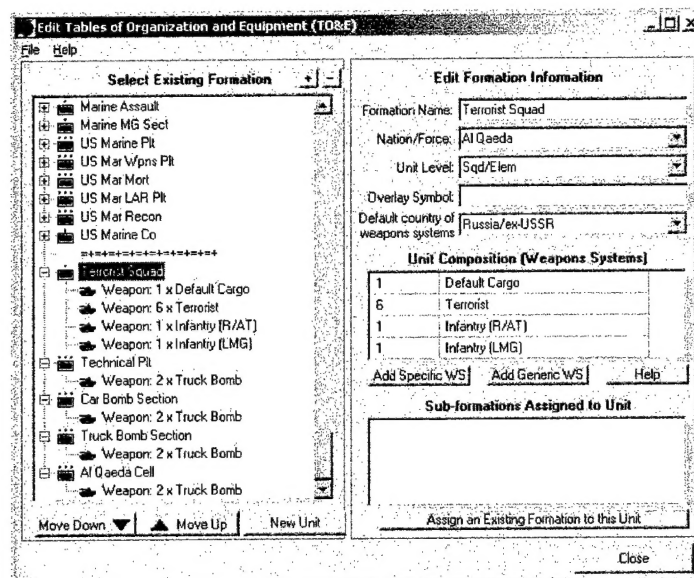 Edit Tables of Organization and Equipment (TO&E)
File Help
Select Existing Formation + -
Marine Assault
Marine MG Sect
US Marine Plt
US Mar Wpns Plt
US Mar Mort
US Mar LAR Plt
US Mar Recon
US Marine Co
=+=+=+=+=+=+=+=+=+
Terrorist Squad
Weapon: 1 x Default Cargo
Weapon: 6 x Terrorist
Weapon: 1 x Infantry (R/AT)
Weapon: 1 x Infantry (LMG)
Technical Plt
Weapon: 2 x Truck Bomb
Car Bomb Section
Weapon: 2 x Truck Bomb
Truck Bomb Section
Weapon: 2 x Truck Bomb
Al Qaeda Cell
Weapon: 2 x Truck Bomb
Move Down Move Up New Unit
Edit Formation Information
Formation Name: Terrorist Squad
Nation/Force: Al Qaeda
Unit Level: Sqd/Elem
Overlay Symbol:
Default country of
weapons systems Russia/ex-USSR
Unit Composition (Weapons Systems)
1 Default Cargo
6 Terrorist
1 Infantry (R/AT)
1 Infantry (LMG)
Add Specific WS Add Generic WS Help
Sub-formations Assigned to Unit
Assign an Existing Formation to this Unit
Close